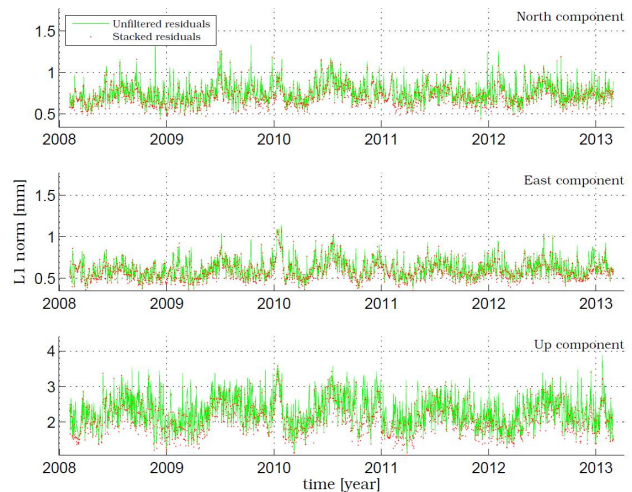 North component
Unfiltered residuals
Stacked residuals
1.5
1
0.5
2008 2009 2010 2011 2012 2013
East component
1.5
1
0.5
2008 2009 2010 2011 2012 2013
L1 norm [mm]
Up component
4
3
2
2008 2009 2010 2011 2012 2013
time [year]